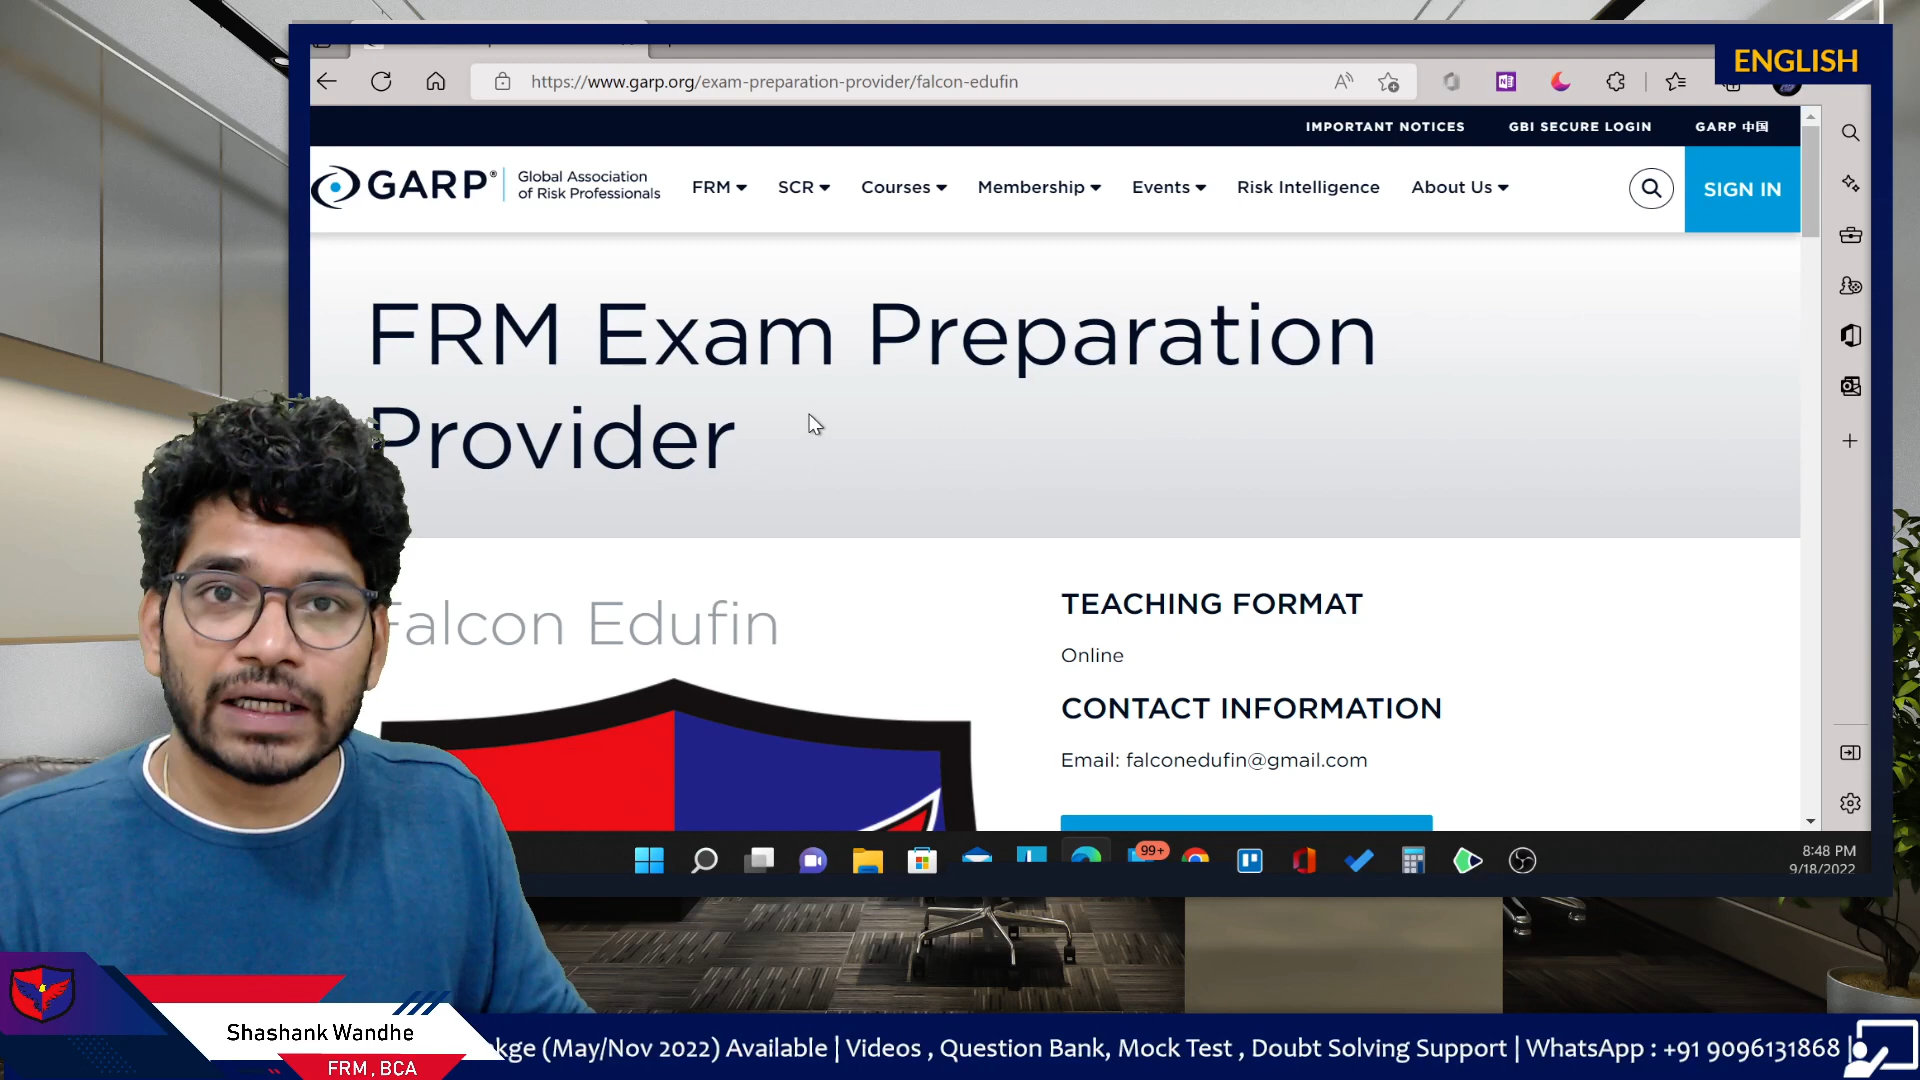 ENGLISH
https://www.garp.org/exam-preparation-provider/falcon-edufin
IMPORTANT NOTICES
GBI SECURE LOGIN
GARP 中国
GARP®
Global Association
of Risk Professionals
FRM
SCR
Courses
Membership
Events
Risk Intelligence
About Us
SIGN IN
FRM Exam Preparation
Provider
Falcon Edufin
TEACHING FORMAT
Online
CONTACT INFORMATION
Email: falconedufin@gmail.com
99+
8:48 PM
9/18/2022
Shashank Wandhe
FRM, BCA
(May/Nov 2022) Available | Videos , Question Bank, Mock Test , Doubt Solving Support | WhatsApp : +91 9096131868 |